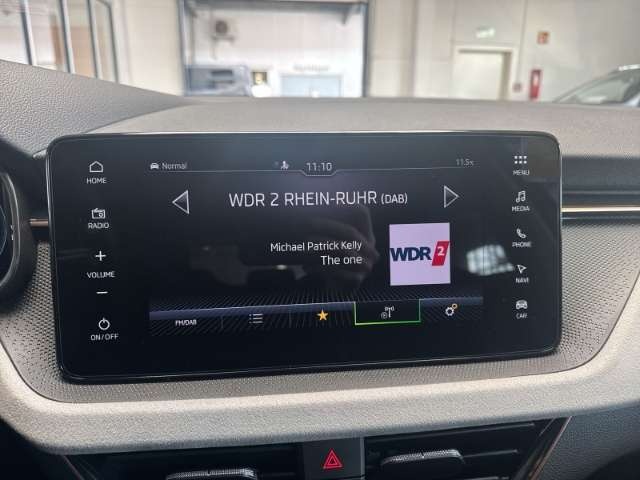 HOME
RADIO
+
VOLUME
−
ON / OFF
Normal
11:10
11.5
WDR 2 RHEIN-RUHR (DAB)
Michael Patrick Kelly
The one
WDR 2
FM/DAB
MENU
MEDIA
PHONE
NAVI
CAR